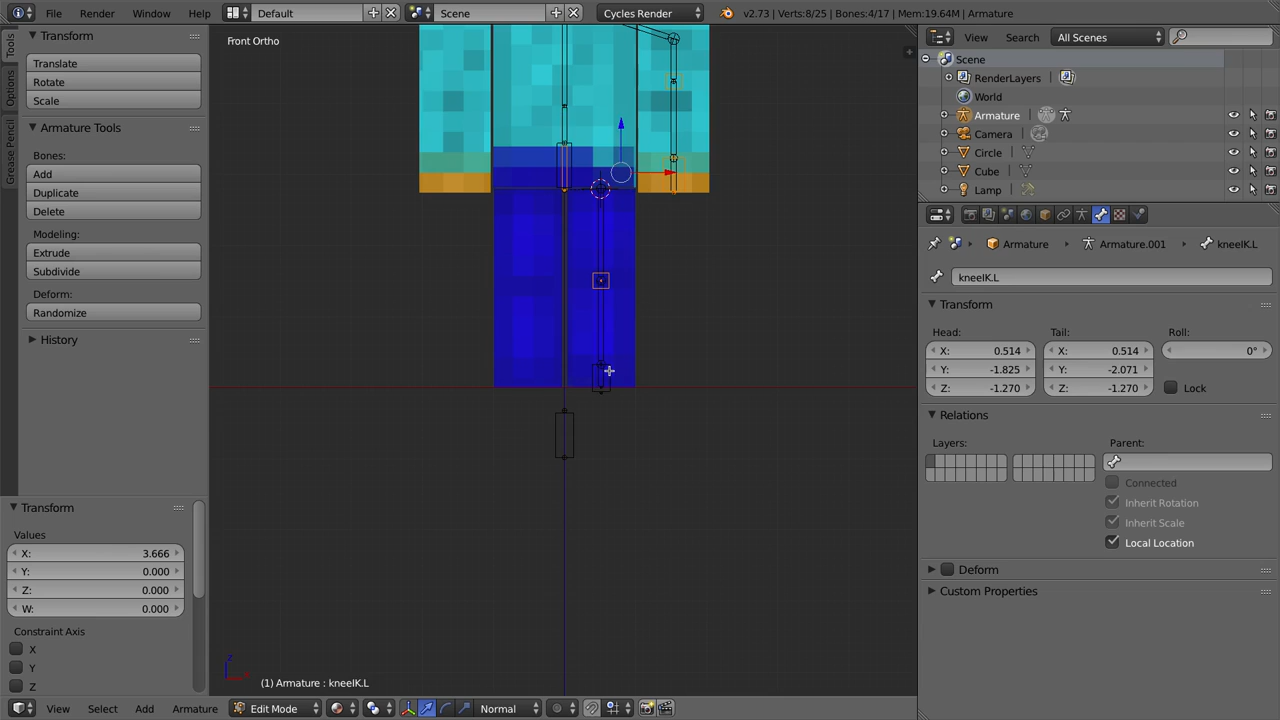 File Render Window Help Default Scene Cycles Render v2.73 | Verts:8/25 | Bones:4/17 | Mem:19.64M | Armature
Tools
Options
Grease Pencil
Transform
Translate
Rotate
Scale
Armature Tools
Bones:
Add
Duplicate
Delete
Modeling:
Extrude
Subdivide
Deform:
Randomize
History
Transform
Values
X: 3.666
Y: 0.000
Z: 0.000
W: 0.000
Constraint Axis
X
Y
Z
Front Ortho
(1) Armature : kneeIK.L
View Select Add Armature Edit Mode Normal
View Search All Scenes
Scene
RenderLayers
World
Armature
Camera
Circle
Cube
Lamp
Armature Armature.001 kneeIK.L
kneeIK.L
Transform
Head: Tail: Roll:
X: 0.514 X: 0.514 0°
Y: -1.825 Y: -2.071
Z: -1.270 Z: -1.270 Lock
Relations
Layers: Parent:
Connected
Inherit Rotation
Inherit Scale
Local Location
Deform
Custom Properties